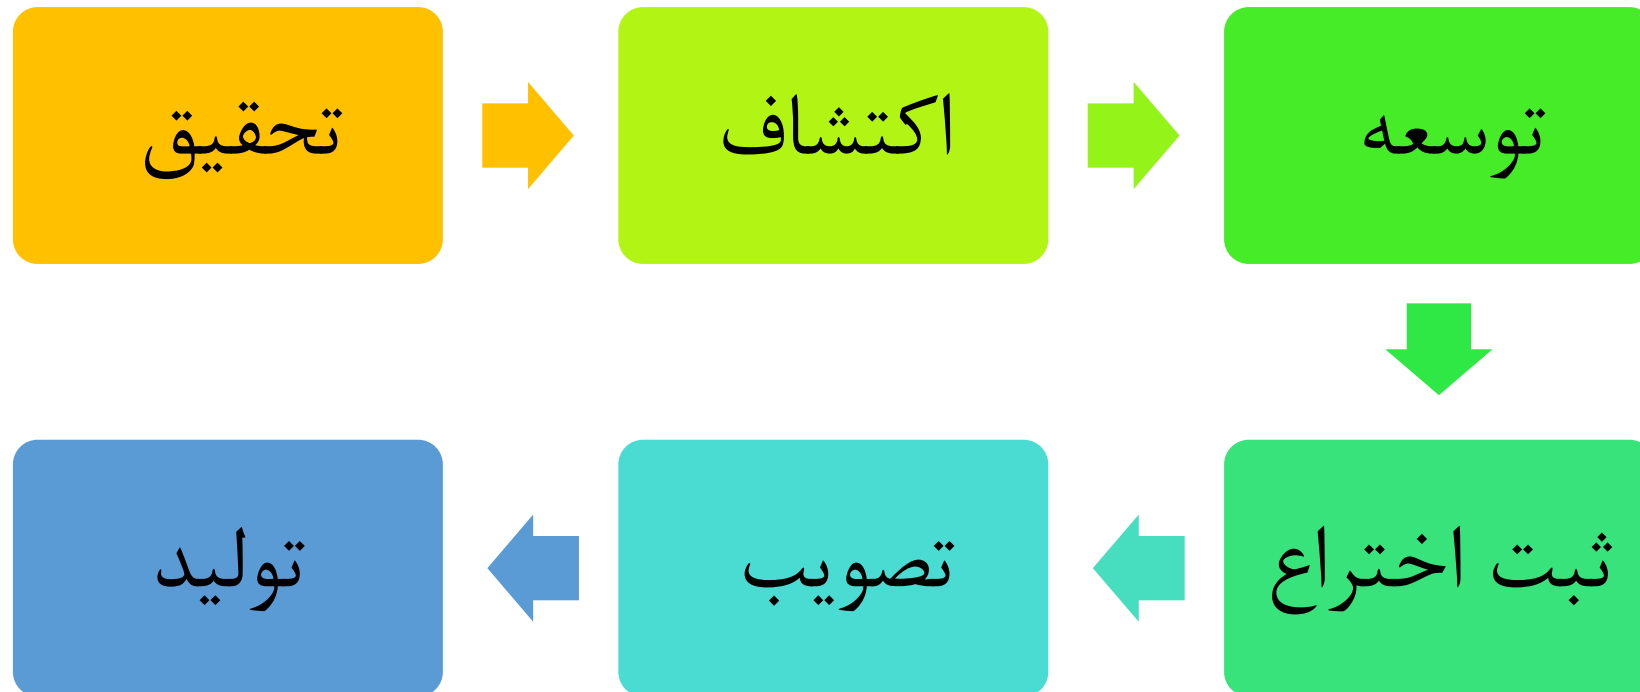 تحقیق
اکتشاف
توسعه
ثبت اختراع
تصویب
تولید